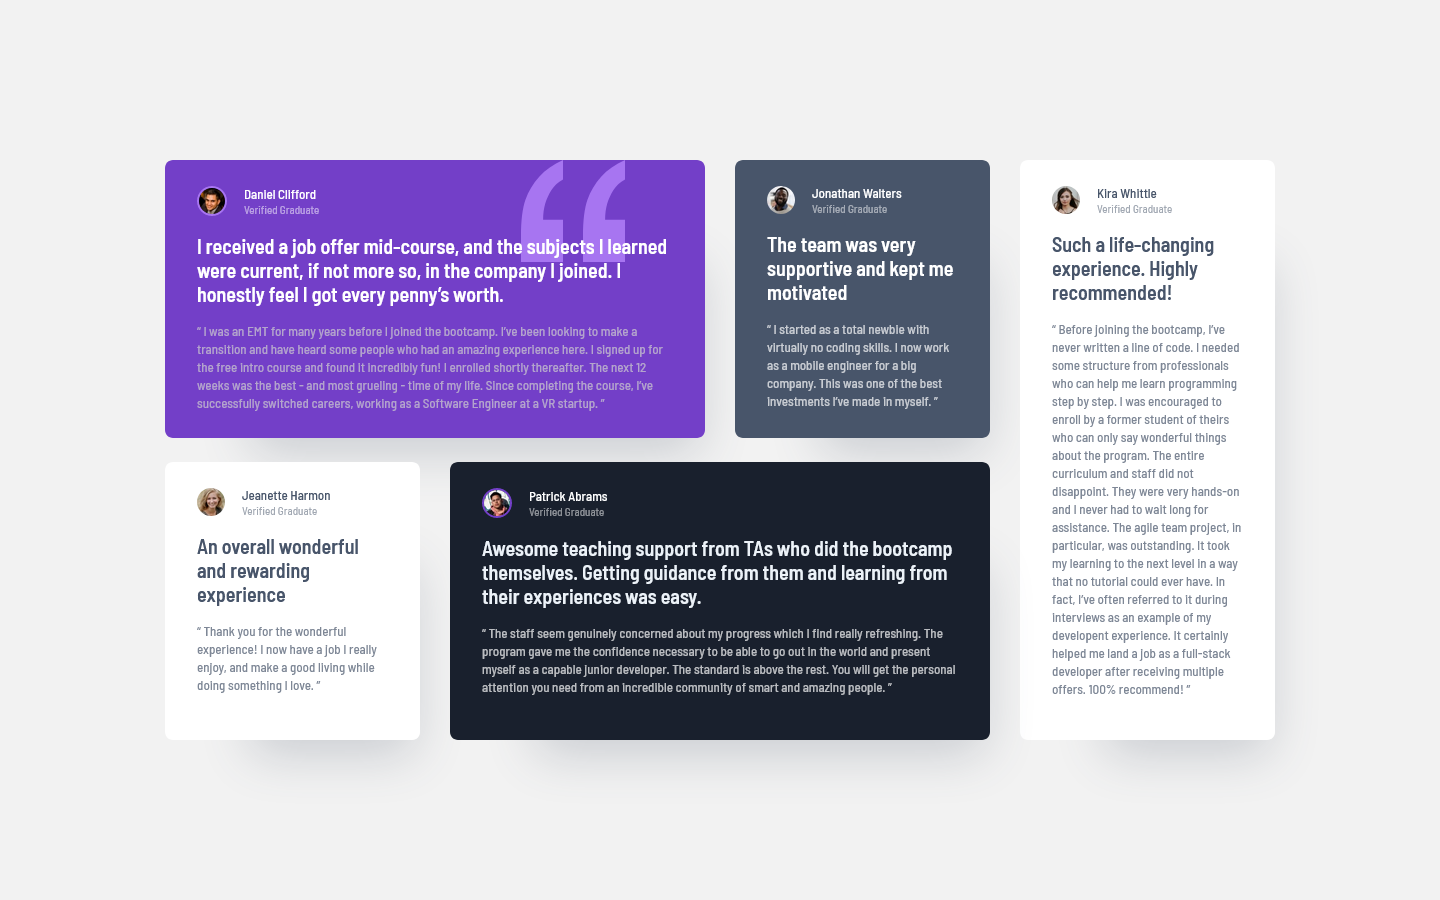 Daniel Clifford
Verified Graduate
I received a job offer mid-course, and the subjects I learned
were current, if not more so, in the company I joined. I
honestly feel I got every penny’s worth.
“ I was an EMT for many years before I joined the bootcamp. I’ve been looking to make a
transition and have heard some people who had an amazing experience here. I signed up for
the free intro course and found it incredibly fun! I enrolled shortly thereafter. The next 12
weeks was the best - and most grueling - time of my life. Since completing the course, I’ve
successfully switched careers, working as a Software Engineer at a VR startup. ”
Jonathan Walters
Verified Graduate
The team was very
supportive and kept me
motivated
“ I started as a total newbie with
virtually no coding skills. I now work
as a mobile engineer for a big
company. This was one of the best
investments I’ve made in myself. ”
Kira Whittle
Verified Graduate
Such a life-changing
experience. Highly
recommended!
“ Before joining the bootcamp, I’ve
never written a line of code. I needed
some structure from professionals
who can help me learn programming
step by step. I was encouraged to
enroll by a former student of theirs
who can only say wonderful things
about the program. The entire
curriculum and staff did not
disappoint. They were very hands-on
and I never had to wait long for
assistance. The agile team project, in
particular, was outstanding. It took
my learning to the next level in a way
that no tutorial could ever have. In
fact, I’ve often referred to it during
interviews as an example of my
developent experience. It certainly
helped me land a job as a full-stack
developer after receiving multiple
offers. 100% recommend! ”
Jeanette Harmon
Verified Graduate
An overall wonderful
and rewarding
experience
“ Thank you for the wonderful
experience! I now have a job I really
enjoy, and make a good living while
doing something I love. ”
Patrick Abrams
Verified Graduate
Awesome teaching support from TAs who did the bootcamp
themselves. Getting guidance from them and learning from
their experiences was easy.
“ The staff seem genuinely concerned about my progress which I find really refreshing. The
program gave me the confidence necessary to be able to go out in the world and present
myself as a capable junior developer. The standard is above the rest. You will get the personal
attention you need from an incredible community of smart and amazing people. ”